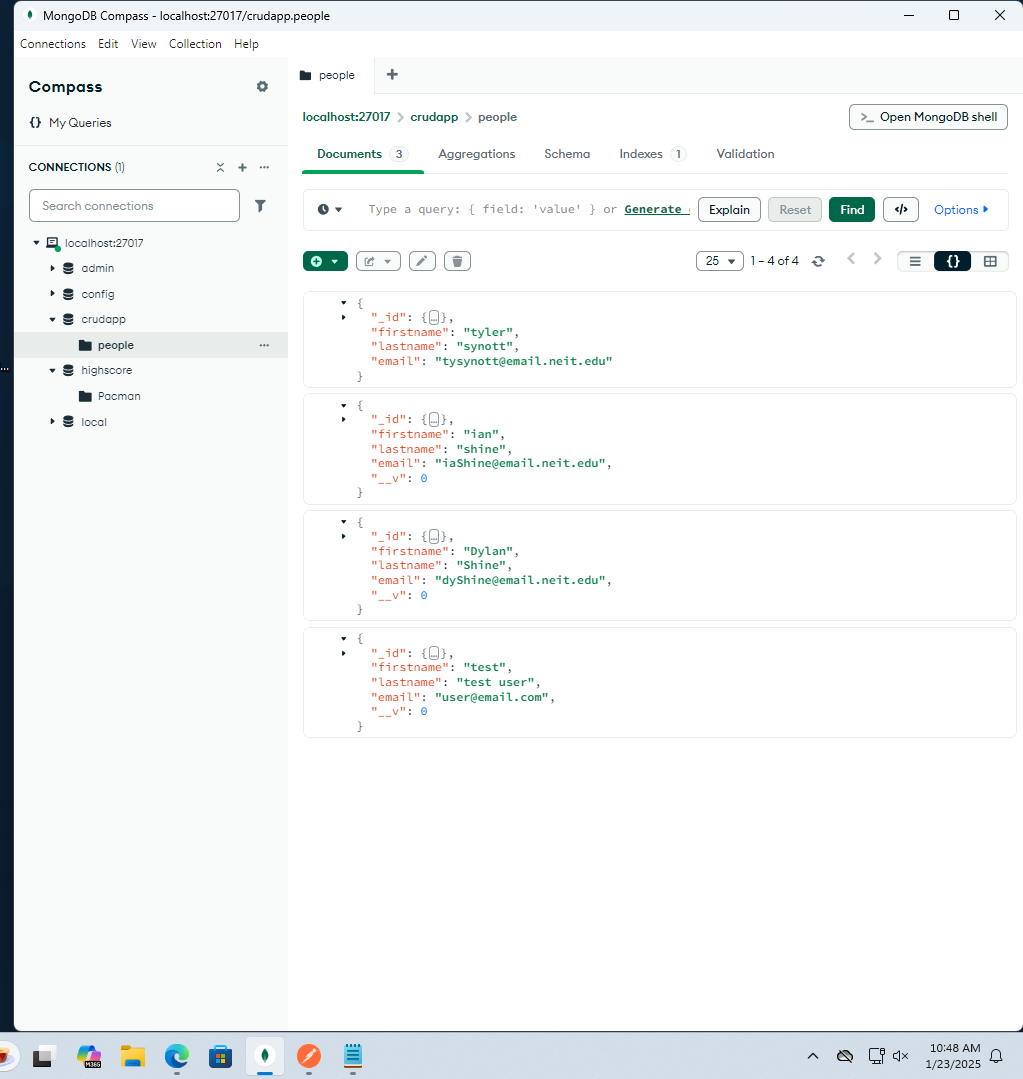 MongoDB Compass - localhost:27017/crudapp.people
Connections Edit View Collection Help
Compass
{} My Queries
CONNECTIONS (1)
Search connections
localhost:27017
admin
config
crudapp
people
highscore
Pacman
local
people
localhost:27017 > crudapp > people
>_ Open MongoDB shell
Documents 3 Aggregations Schema Indexes 1 Validation
Type a query: { field: 'value' } or Generate
Explain Reset Find </> Options
25 1 – 4 of 4 {}
{
"_id": {…},
"firstname": "tyler",
"lastname": "synott",
"email": "tysynott@email.neit.edu"
}
{
"_id": {…},
"firstname": "ian",
"lastname": "shine",
"email": "iaShine@email.neit.edu",
"__v": 0
}
{
"_id": {…},
"firstname": "Dylan",
"lastname": "Shine",
"email": "dyShine@email.neit.edu",
"__v": 0
}
{
"_id": {…},
"firstname": "test",
"lastname": "test user",
"email": "user@email.com",
"__v": 0
}
M365
10:48 AM
1/23/2025